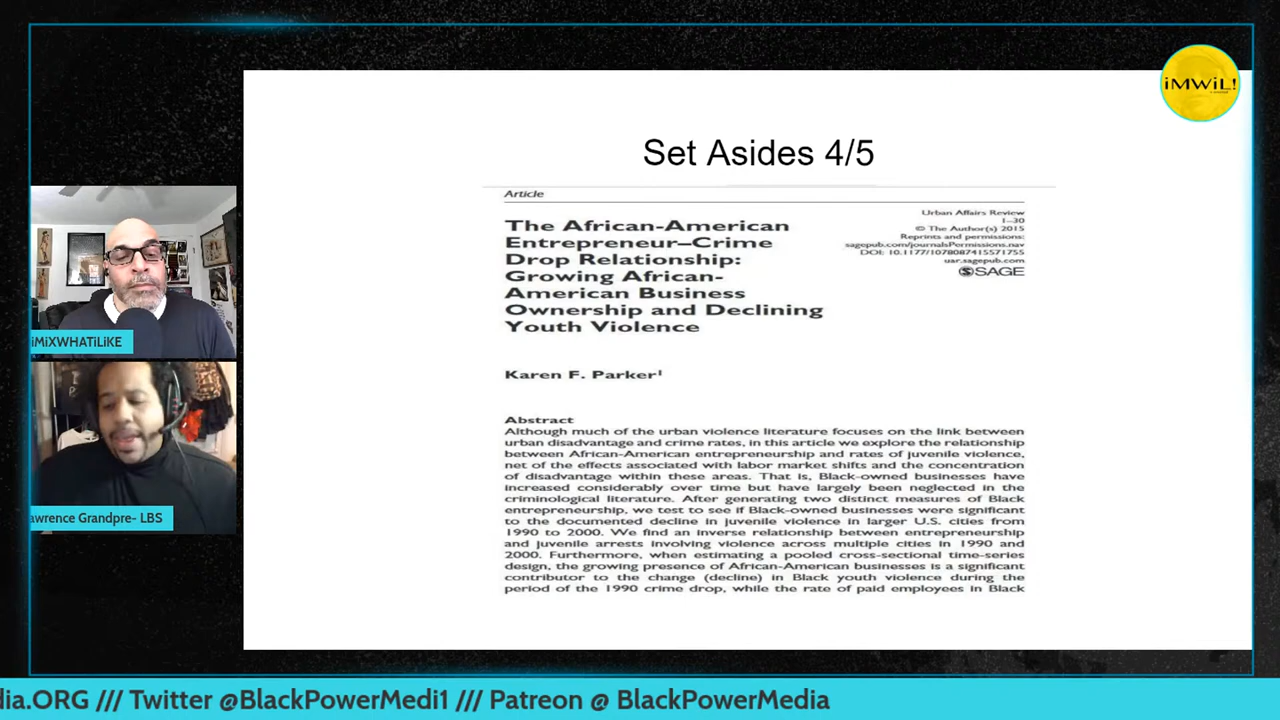 iMWiL!
Set Asides 4/5
Article
Urban Affairs Review
1–30
© The Author(s) 2015
Reprints and permissions:
sagepub.com/journalsPermissions.nav
DOI: 10.1177/1078087415571755
uar.sagepub.com
SAGE
The African-American
Entrepreneur–Crime
Drop Relationship:
Growing African-
American Business
Ownership and Declining
Youth Violence
Karen F. Parker¹
Abstract
Although much of the urban violence literature focuses on the link between
urban disadvantage and crime rates, in this article we explore the relationship
between African-American entrepreneurship and rates of juvenile violence,
net of the effects associated with labor market shifts and the concentration
of disadvantage within these areas. That is, Black-owned businesses have
increased considerably over time but have largely been neglected in the
criminological literature. After generating two distinct measures of Black
entrepreneurship, we test to see if Black-owned businesses were significant
to the documented decline in juvenile violence in larger U.S. cities from
1990 to 2000. We find an inverse relationship between entrepreneurship
and juvenile arrests involving violence across multiple cities in 1990 and
2000. Furthermore, when estimating a pooled cross-sectional time-series
design, the growing presence of African-American businesses is a significant
contributor to the change (decline) in Black youth violence during the
period of the 1990 crime drop, while the rate of paid employees in Black
iMiXWHATiLiKE
awrence Grandpre- LBS
dia.ORG /// Twitter @BlackPowerMedi1 /// Patreon @ BlackPowerMedia